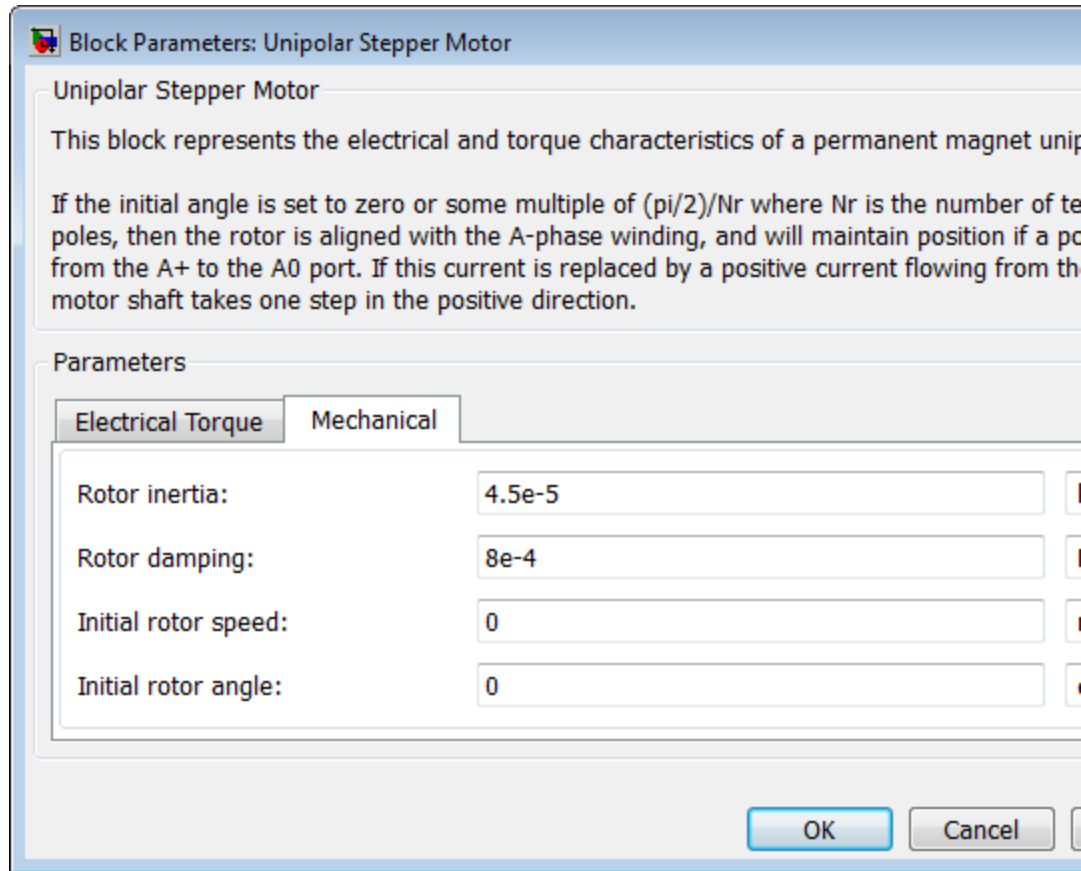 Block Parameters: Unipolar Stepper Motor
Unipolar Stepper Motor
This block represents the electrical and torque characteristics of a permanent magnet
If the initial angle is set to zero or some multiple of (pi/2)/Nr where Nr is the number of
poles, then the rotor is aligned with the A-phase winding, and will maintain position if a
from the A+ to the A0 port. If this current is replaced by a positive current flowing from
motor shaft takes one step in the positive direction.
Parameters
Electrical Torque Mechanical
Rotor inertia: 4.5e-5
Rotor damping: 8e-4
Initial rotor speed: 0
Initial rotor angle: 0
OK Cancel